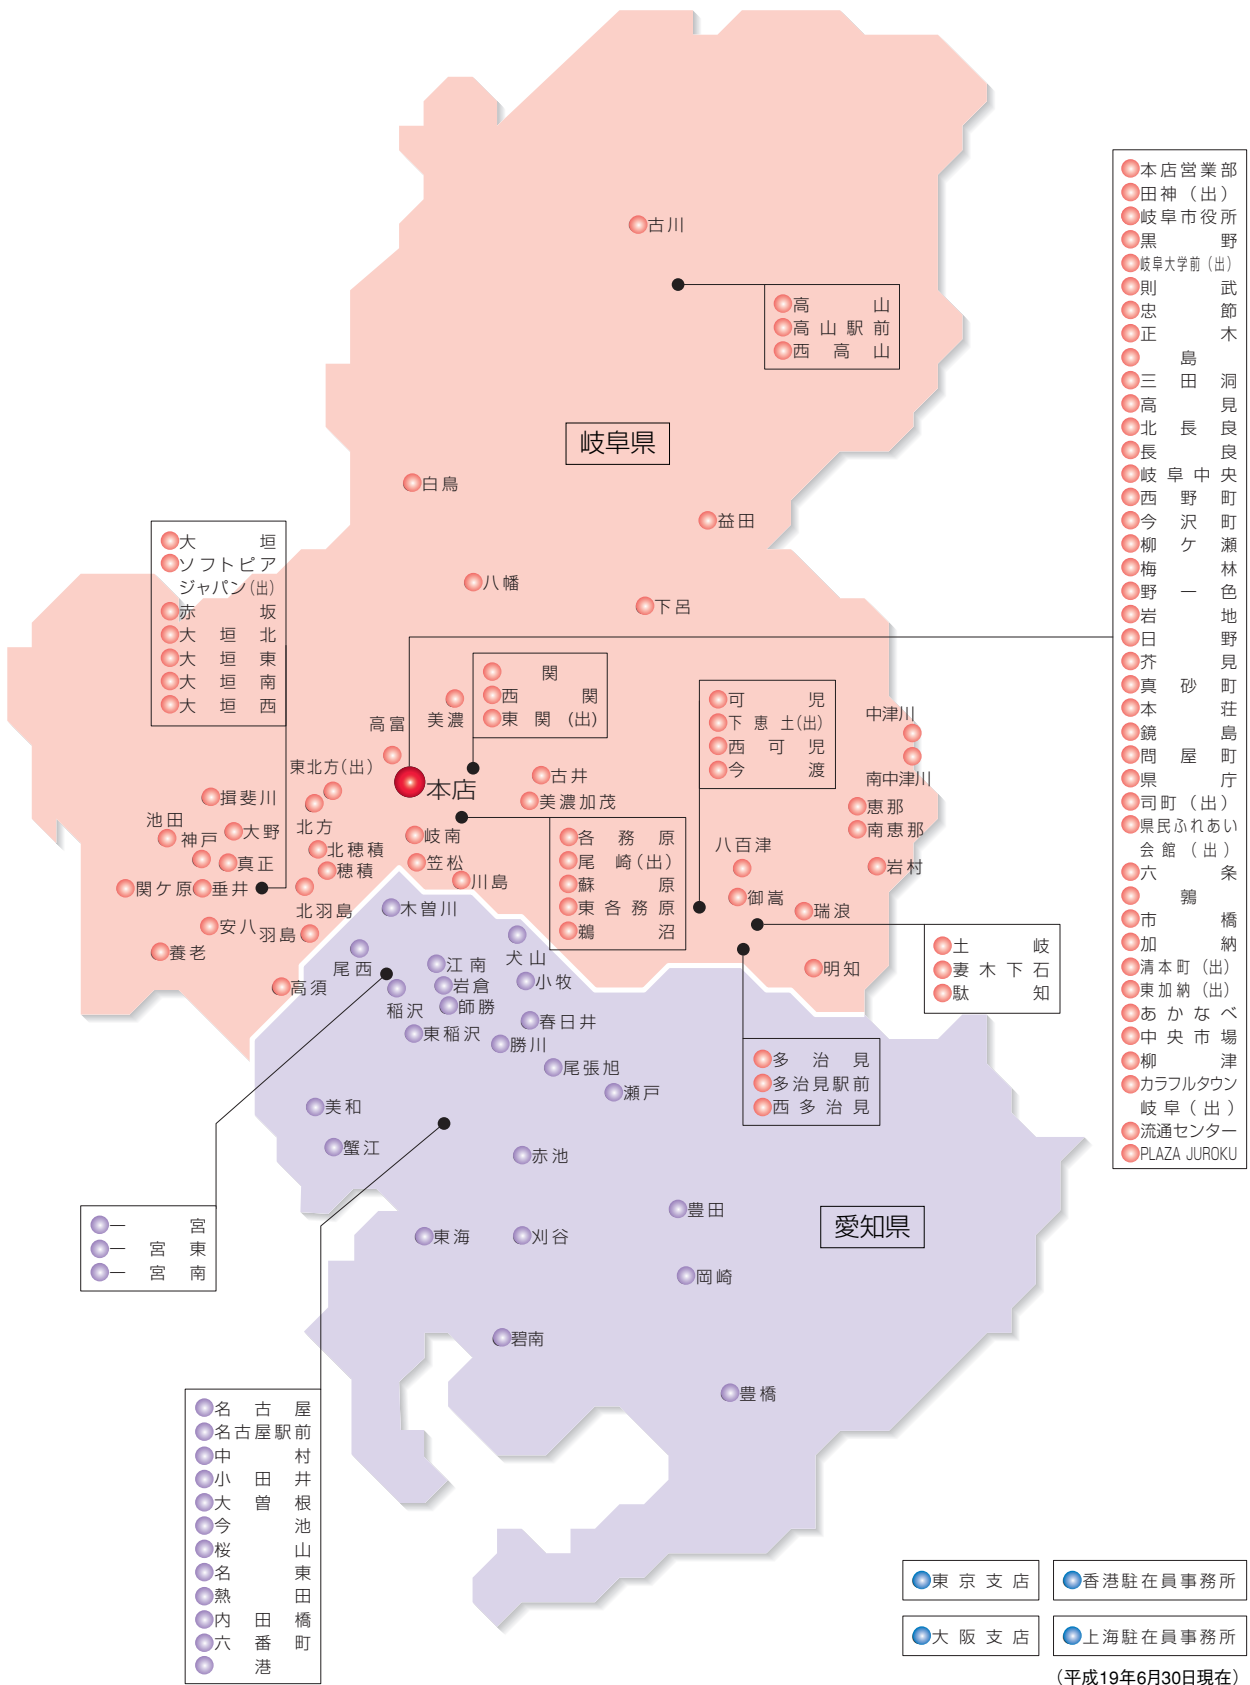 古川
高山
高山駅前
西高山
岐阜県
白鳥
益田
八幡
下呂
大垣
ソフトピア
ジャパン(出)
赤坂
大垣北
大垣東
大垣南
大垣西
関
西関
東関(出)
美濃
高富
東北方(出)
本店
古井
美濃加茂
可児
下恵土(出)
西可児
今渡
中津川
南中津川
恵那
南恵那
岩村
八百津
御嵩
瑞浪
明知
揖斐川
池田
大野
神戸
真正
北方
北穂積
穂積
岐南
笠松
川島
関ケ原
垂井
北羽島
羽島
安八
養老
高須
各務原
尾崎(出)
蘇原
東各務原
鵜沼
土岐
妻木下石
駄知
多治見
多治見駅前
西多治見
本店営業部
田神(出)
岐阜市役所
黒野
岐阜大学前(出)
則武
忠節
正木
島
三田洞
高見
北長良
長良
岐阜中央
西野町
今沢町
柳ケ瀬
梅林
野一色
岩地
日野
芥見
真砂町
本荘
鏡島
問屋町
県庁
司町(出)
県民ふれあい
会館(出)
六条
鶉
市橋
加納
清本町(出)
東加納(出)
あかなべ
中央市場
柳津
カラフルタウン
岐阜(出)
流通センター
PLAZA JUROKU
木曽川
尾西
犬山
江南
岩倉
小牧
稲沢
師勝
東稲沢
春日井
勝川
尾張旭
瀬戸
美和
蟹江
赤池
豊田
愛知県
東海
刈谷
岡崎
碧南
豊橋
一宮
一宮東
一宮南
名古屋
名古屋駅前
中村
小田井
大曽根
今池
桜山
名東
熱田
内田橋
六番町
港
東京支店
香港駐在員事務所
大阪支店
上海駐在員事務所
(平成19年6月30日現在)